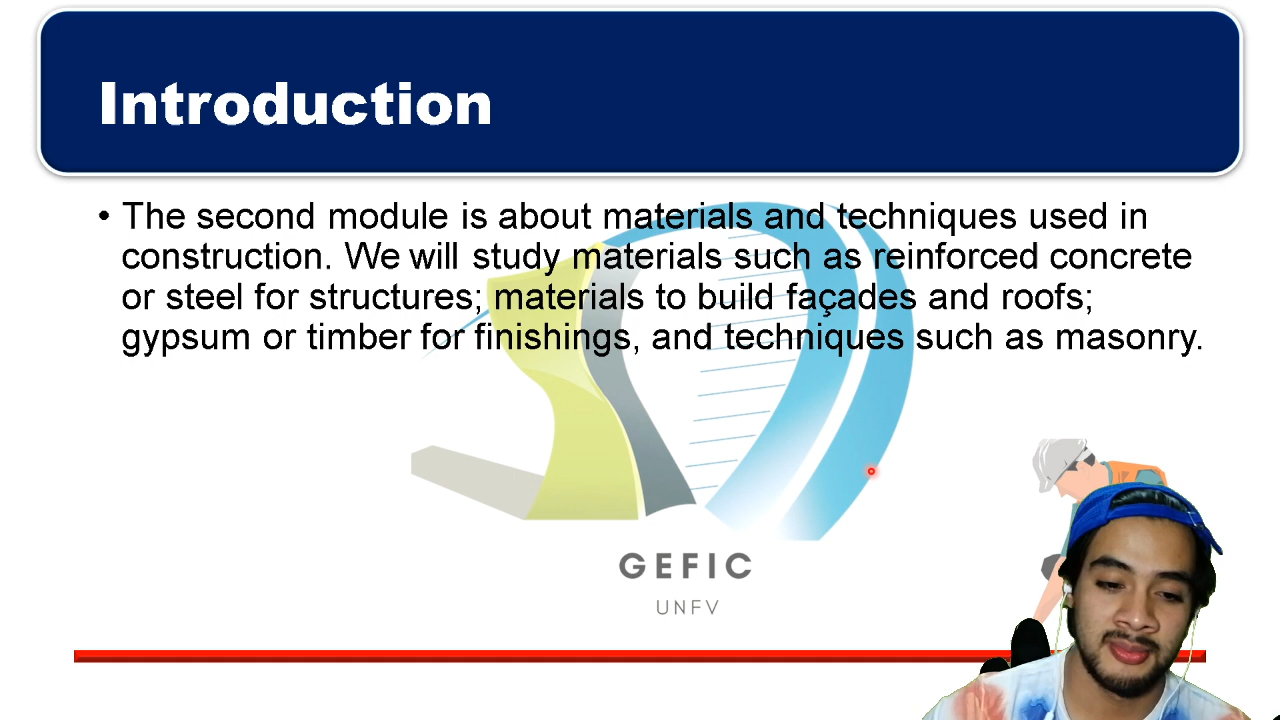 Introduction
• The second module is about materials and techniques used in
construction. We will study materials such as reinforced concrete
or steel for structures; materials to build façades and roofs;
gypsum or timber for finishings, and techniques such as masonry.
GEFIC
UNFV